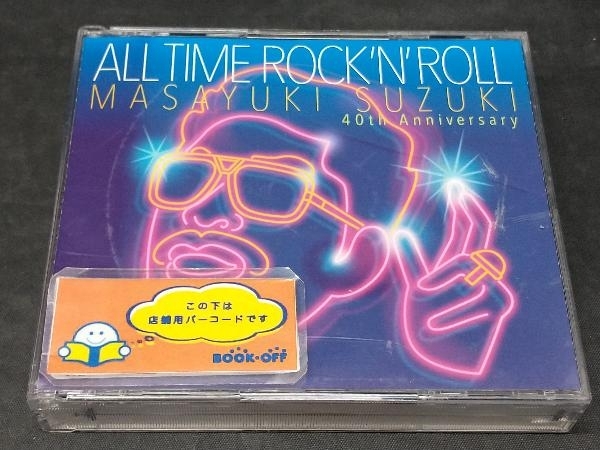 ALL TIME ROCK'N'ROLL
MASAYUKI SUZUKI
40th Anniversary
この下は
店舗用バーコードです
BOOK-OFF